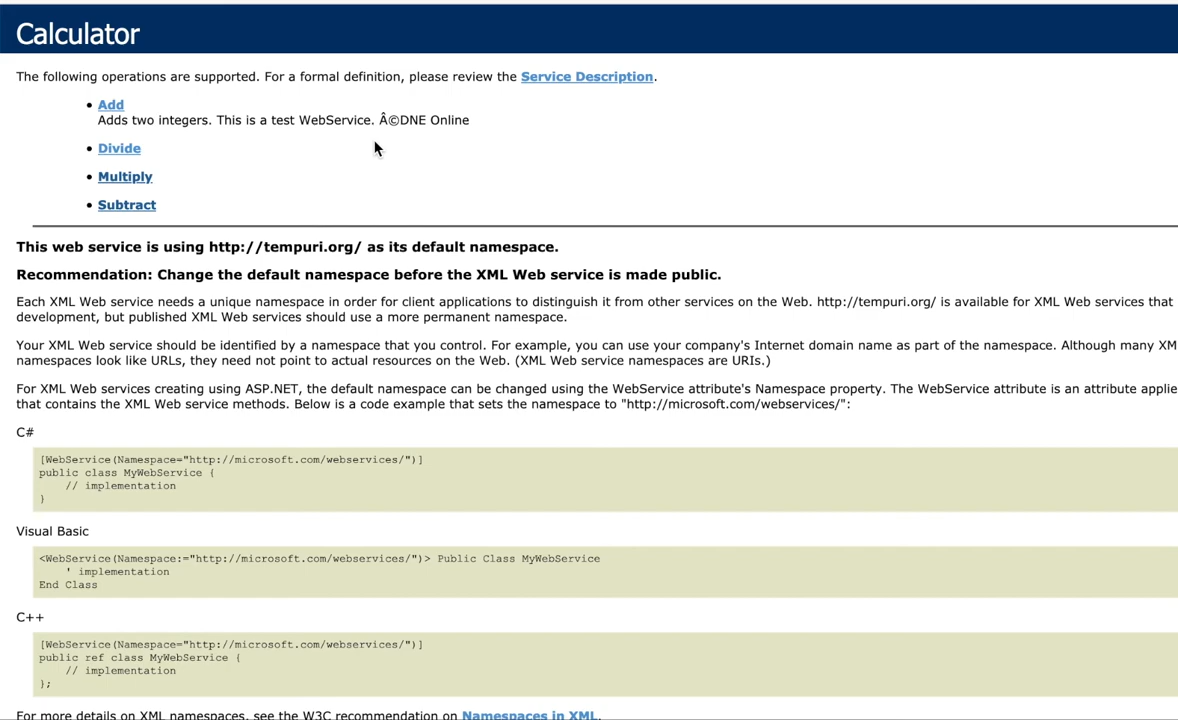 Calculator
The following operations are supported. For a formal definition, please review the Service Description.
• Add
Adds two integers. This is a test WebService. Â©DNE Online
• Divide
• Multiply
• Subtract
This web service is using http://tempuri.org/ as its default namespace.
Recommendation: Change the default namespace before the XML Web service is made public.
Each XML Web service needs a unique namespace in order for client applications to distinguish it from other services on the Web. http://tempuri.org/ is available for XML Web services that
development, but published XML Web services should use a more permanent namespace.
Your XML Web service should be identified by a namespace that you control. For example, you can use your company's Internet domain name as part of the namespace. Although many XM
namespaces look like URLs, they need not point to actual resources on the Web. (XML Web service namespaces are URIs.)
For XML Web services creating using ASP.NET, the default namespace can be changed using the WebService attribute's Namespace property. The WebService attribute is an attribute applie
that contains the XML Web service methods. Below is a code example that sets the namespace to "http://microsoft.com/webservices/":
C#
[WebService(Namespace="http://microsoft.com/webservices/")]
public class MyWebService {
    // implementation
}
Visual Basic
<WebService(Namespace:="http://microsoft.com/webservices/")> Public Class MyWebService
    ' implementation
End Class
C++
[WebService(Namespace="http://microsoft.com/webservices/")]
public ref class MyWebService {
    // implementation
};
For more details on XML namespaces, see the W3C recommendation on Namespaces in XML.